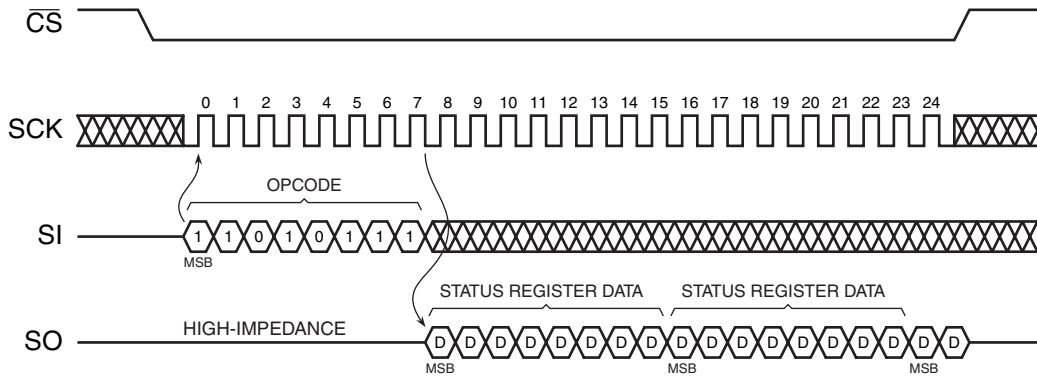 C̅S̅
0 1 2 3 4 5 6 7 8 9 10 11 12 13 14 15 16 17 18 19 20 21 22 23 24
SCK
OPCODE
SI 1 1 0 1 0 1 1 1
MSB
STATUS REGISTER DATA STATUS REGISTER DATA
HIGH-IMPEDANCE
SO D D D D D D D D D D D D D D D D D D
MSB MSB MSB